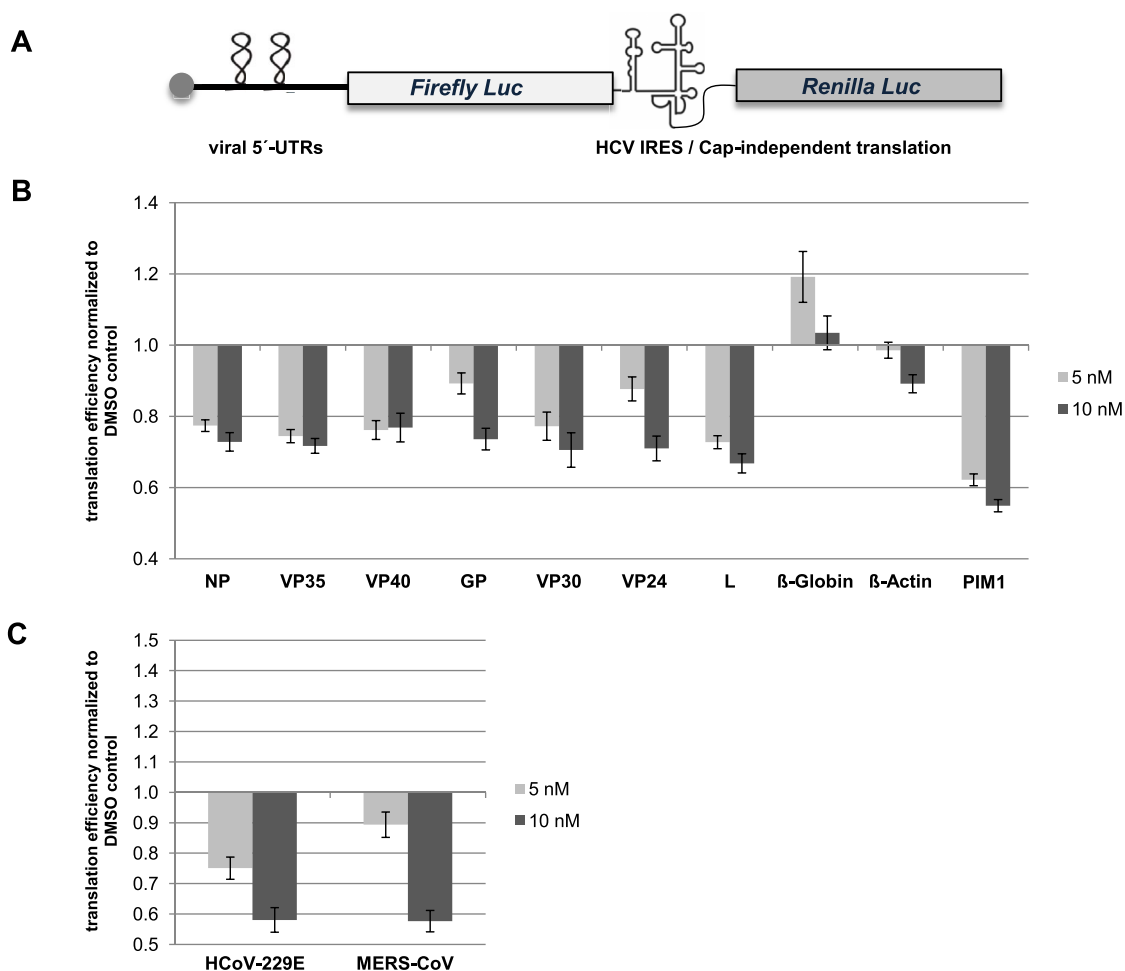 A
Firefly Luc
Renilla Luc
viral 5´-UTRs
HCV IRES / Cap-independent translation
B
translation efficiency normalized to
DMSO control
1.4
1.2
1.0
0.8
0.6
0.4
NP VP35 VP40 GP VP30 VP24 L ß-Globin ß-Actin PIM1
5 nM
10 nM
C
translation efficiency normalized to
DMSO control
1.5
1.4
1.3
1.2
1.1
1.0
0.9
0.8
0.7
0.6
0.5
HCoV-229E MERS-CoV
5 nM
10 nM